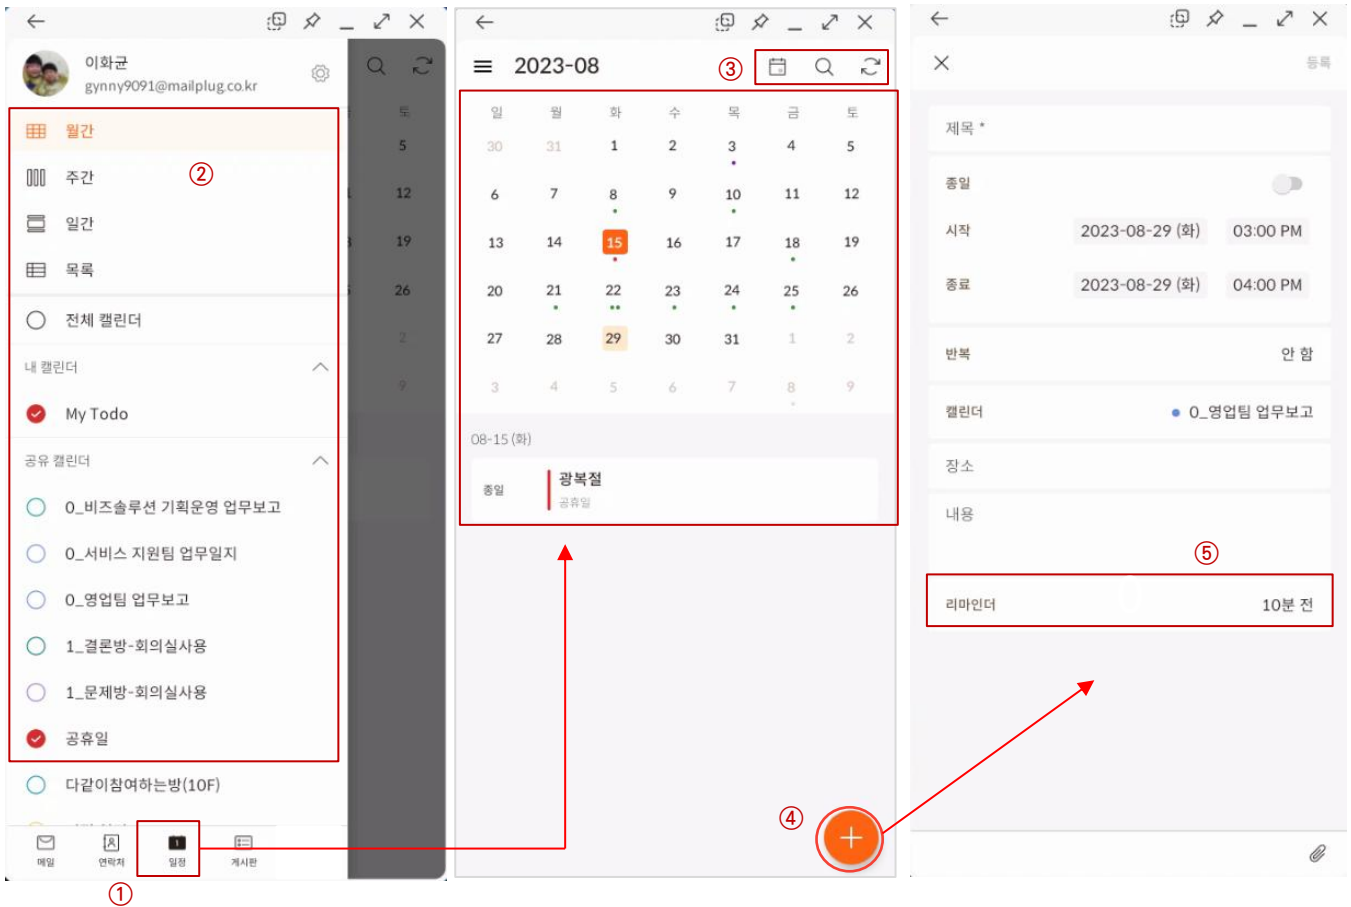 이화균
gynny9091@mailplug.co.kr
월간
②
주간
일간
목록
전체 캘린더
내 캘린더
My Todo
공유 캘린더
0_비즈솔루션 기획운영 업무보고
0_서비스 지원팀 업무일지
0_영업팀 업무보고
1_결론방-회의실사용
1_문제방-회의실사용
공휴일
다같이참여하는방(10F)
메일 연락처 일정 게시판
①
토
5
12
19
26
2
9
2023-08
③
일 월 화 수 목 금 토
30 31 1 2 3 4 5
6 7 8 9 10 11 12
13 14 15 16 17 18 19
20 21 22 23 24 25 26
27 28 29 30 31 1 2
3 4 5 6 7 8 9
08-15 (화)
종일 광복절
공휴일
④
등록
제목 *
종일
시작 2023-08-29 (화) 03:00 PM
종료 2023-08-29 (화) 04:00 PM
반복 안 함
캘린더 0_영업팀 업무보고
장소
내용
⑤
리마인더 10분 전